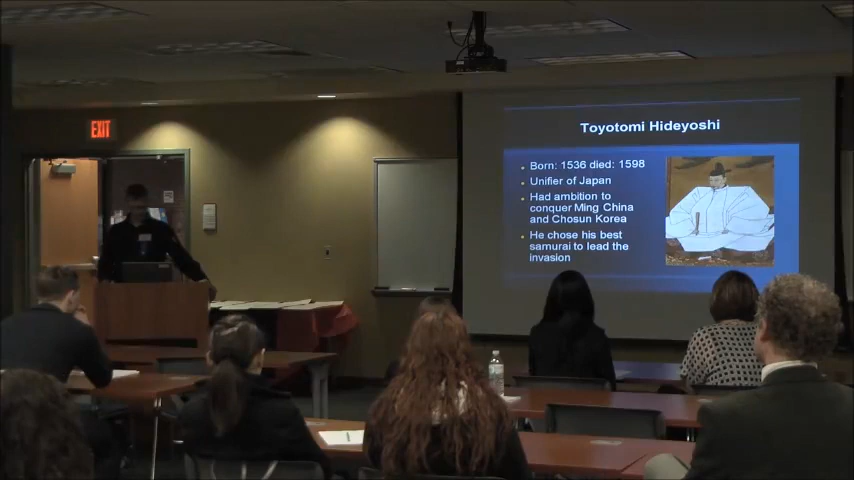 EXIT
Toyotomi Hideyoshi
• Born: 1536 died: 1598
• Unifier of Japan
• Had ambition to
conquer Ming China
and Chosun Korea
• He chose his best
samurai to lead the
invasion